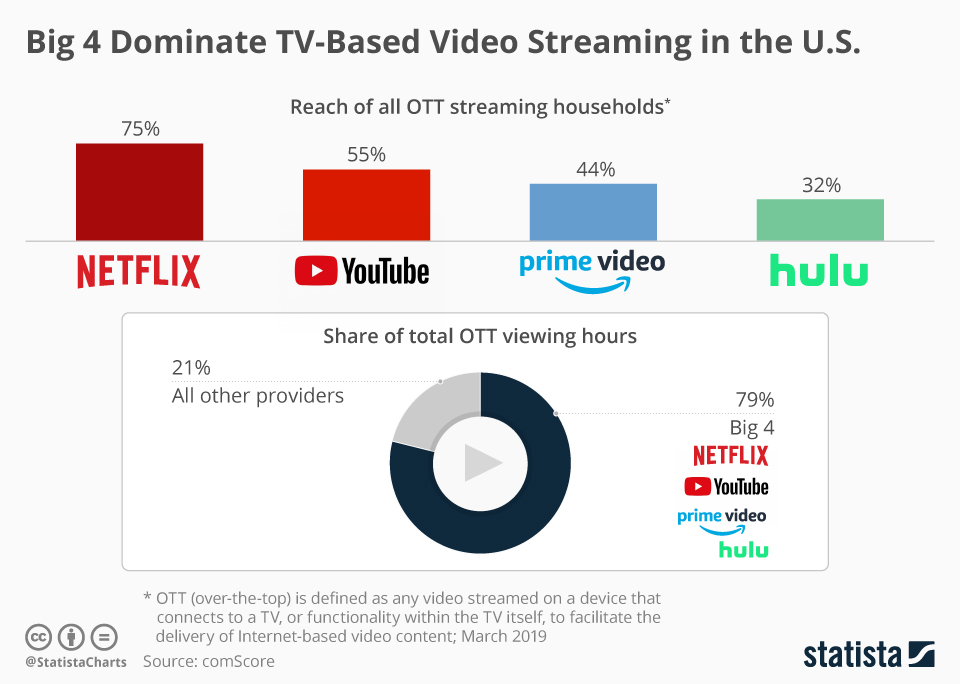 Big 4 Dominate TV-Based Video Streaming in the U.S.
Reach of all OTT streaming households*
75%
55%
44%
32%
NETFLIX
YouTube
prime video
hulu
Share of total OTT viewing hours
21%
All other providers
79%
Big 4
NETFLIX
YouTube
prime video
hulu
* OTT (over-the-top) is defined as any video streamed on a device that
connects to a TV, or functionality within the TV itself, to facilitate the
delivery of Internet-based video content; March 2019
cc
@StatistaCharts
Source: comScore
statista